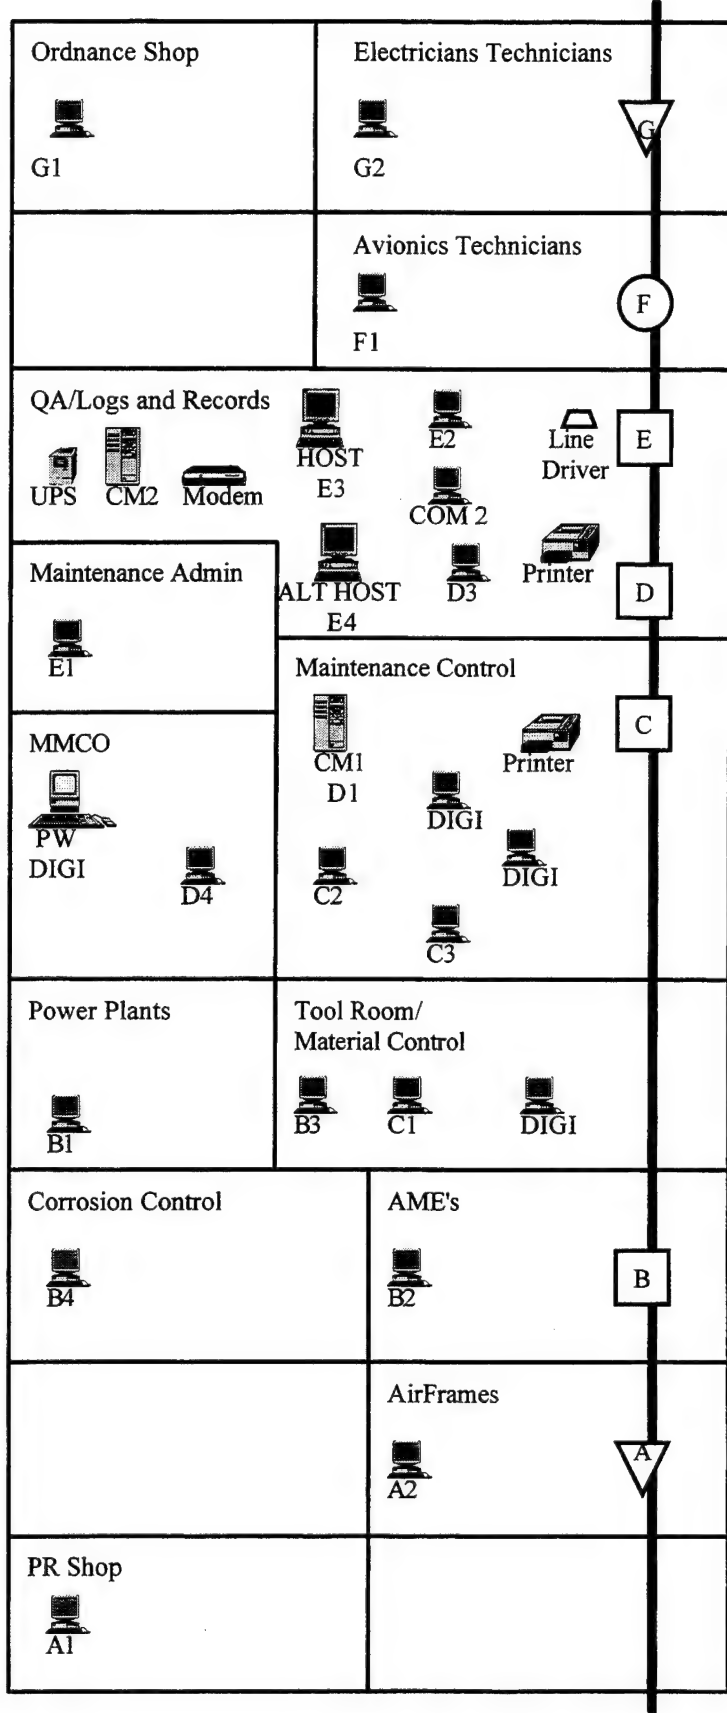 Ordnance Shop
G1
Electricians Technicians
G2
G
Avionics Technicians
F1
F
QA/Logs and Records
UPS
CM2
Modem
HOST
E3
E2
COM 2
Line
Driver
E
ALT HOST
E4
D3
Printer
D
Maintenance Admin
E1
Maintenance Control
CM1
D1
Printer
C
DIGI
DIGI
C2
C3
MMCO
PW
DIGI
D4
Power Plants
B1
Tool Room/
Material Control
B3
C1
DIGI
Corrosion Control
B4
AME's
B2
B
AirFrames
A2
A
PR Shop
A1